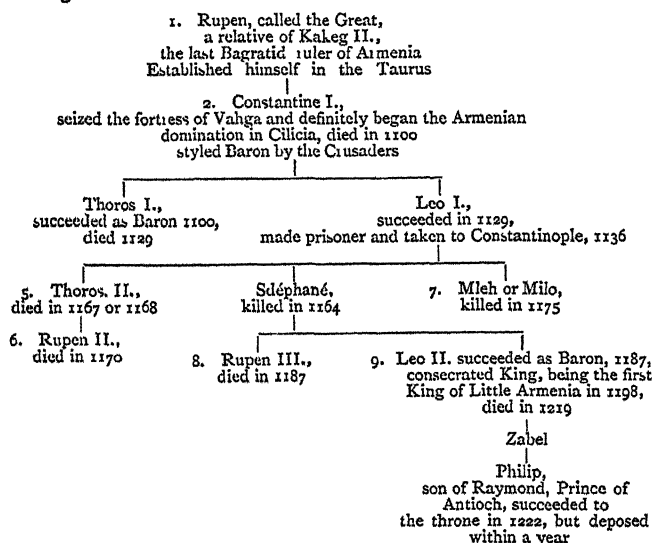 1. Rupen, called the Great,
a relative of Kakeg II.,
the last Bagratid ruler of Armenia
Established himself in the Taurus
2. Constantine I.,
seized the fortress of Vahga and definitely began the Armenian
domination in Cilicia, died in 1100
styled Baron by the Crusaders
Thoros I.,
succeeded as Baron 1100,
died 1129
Leo I.,
succeeded in 1129,
made prisoner and taken to Constantinople, 1136
5. Thoros. II.,
died in 1167 or 1168
Sdéphané,
killed in 1164
7. Mleh or Milo,
killed in 1175
6. Rupen II.,
died in 1170
8. Rupen III.,
died in 1187
9. Leo II. succeeded as Baron, 1187,
consecrated King, being the first
King of Little Armenia in 1198,
died in 1219
Zabel
Philip,
son of Raymond, Prince of
Antioch, succeeded to
the throne in 1222, but deposed
within a year